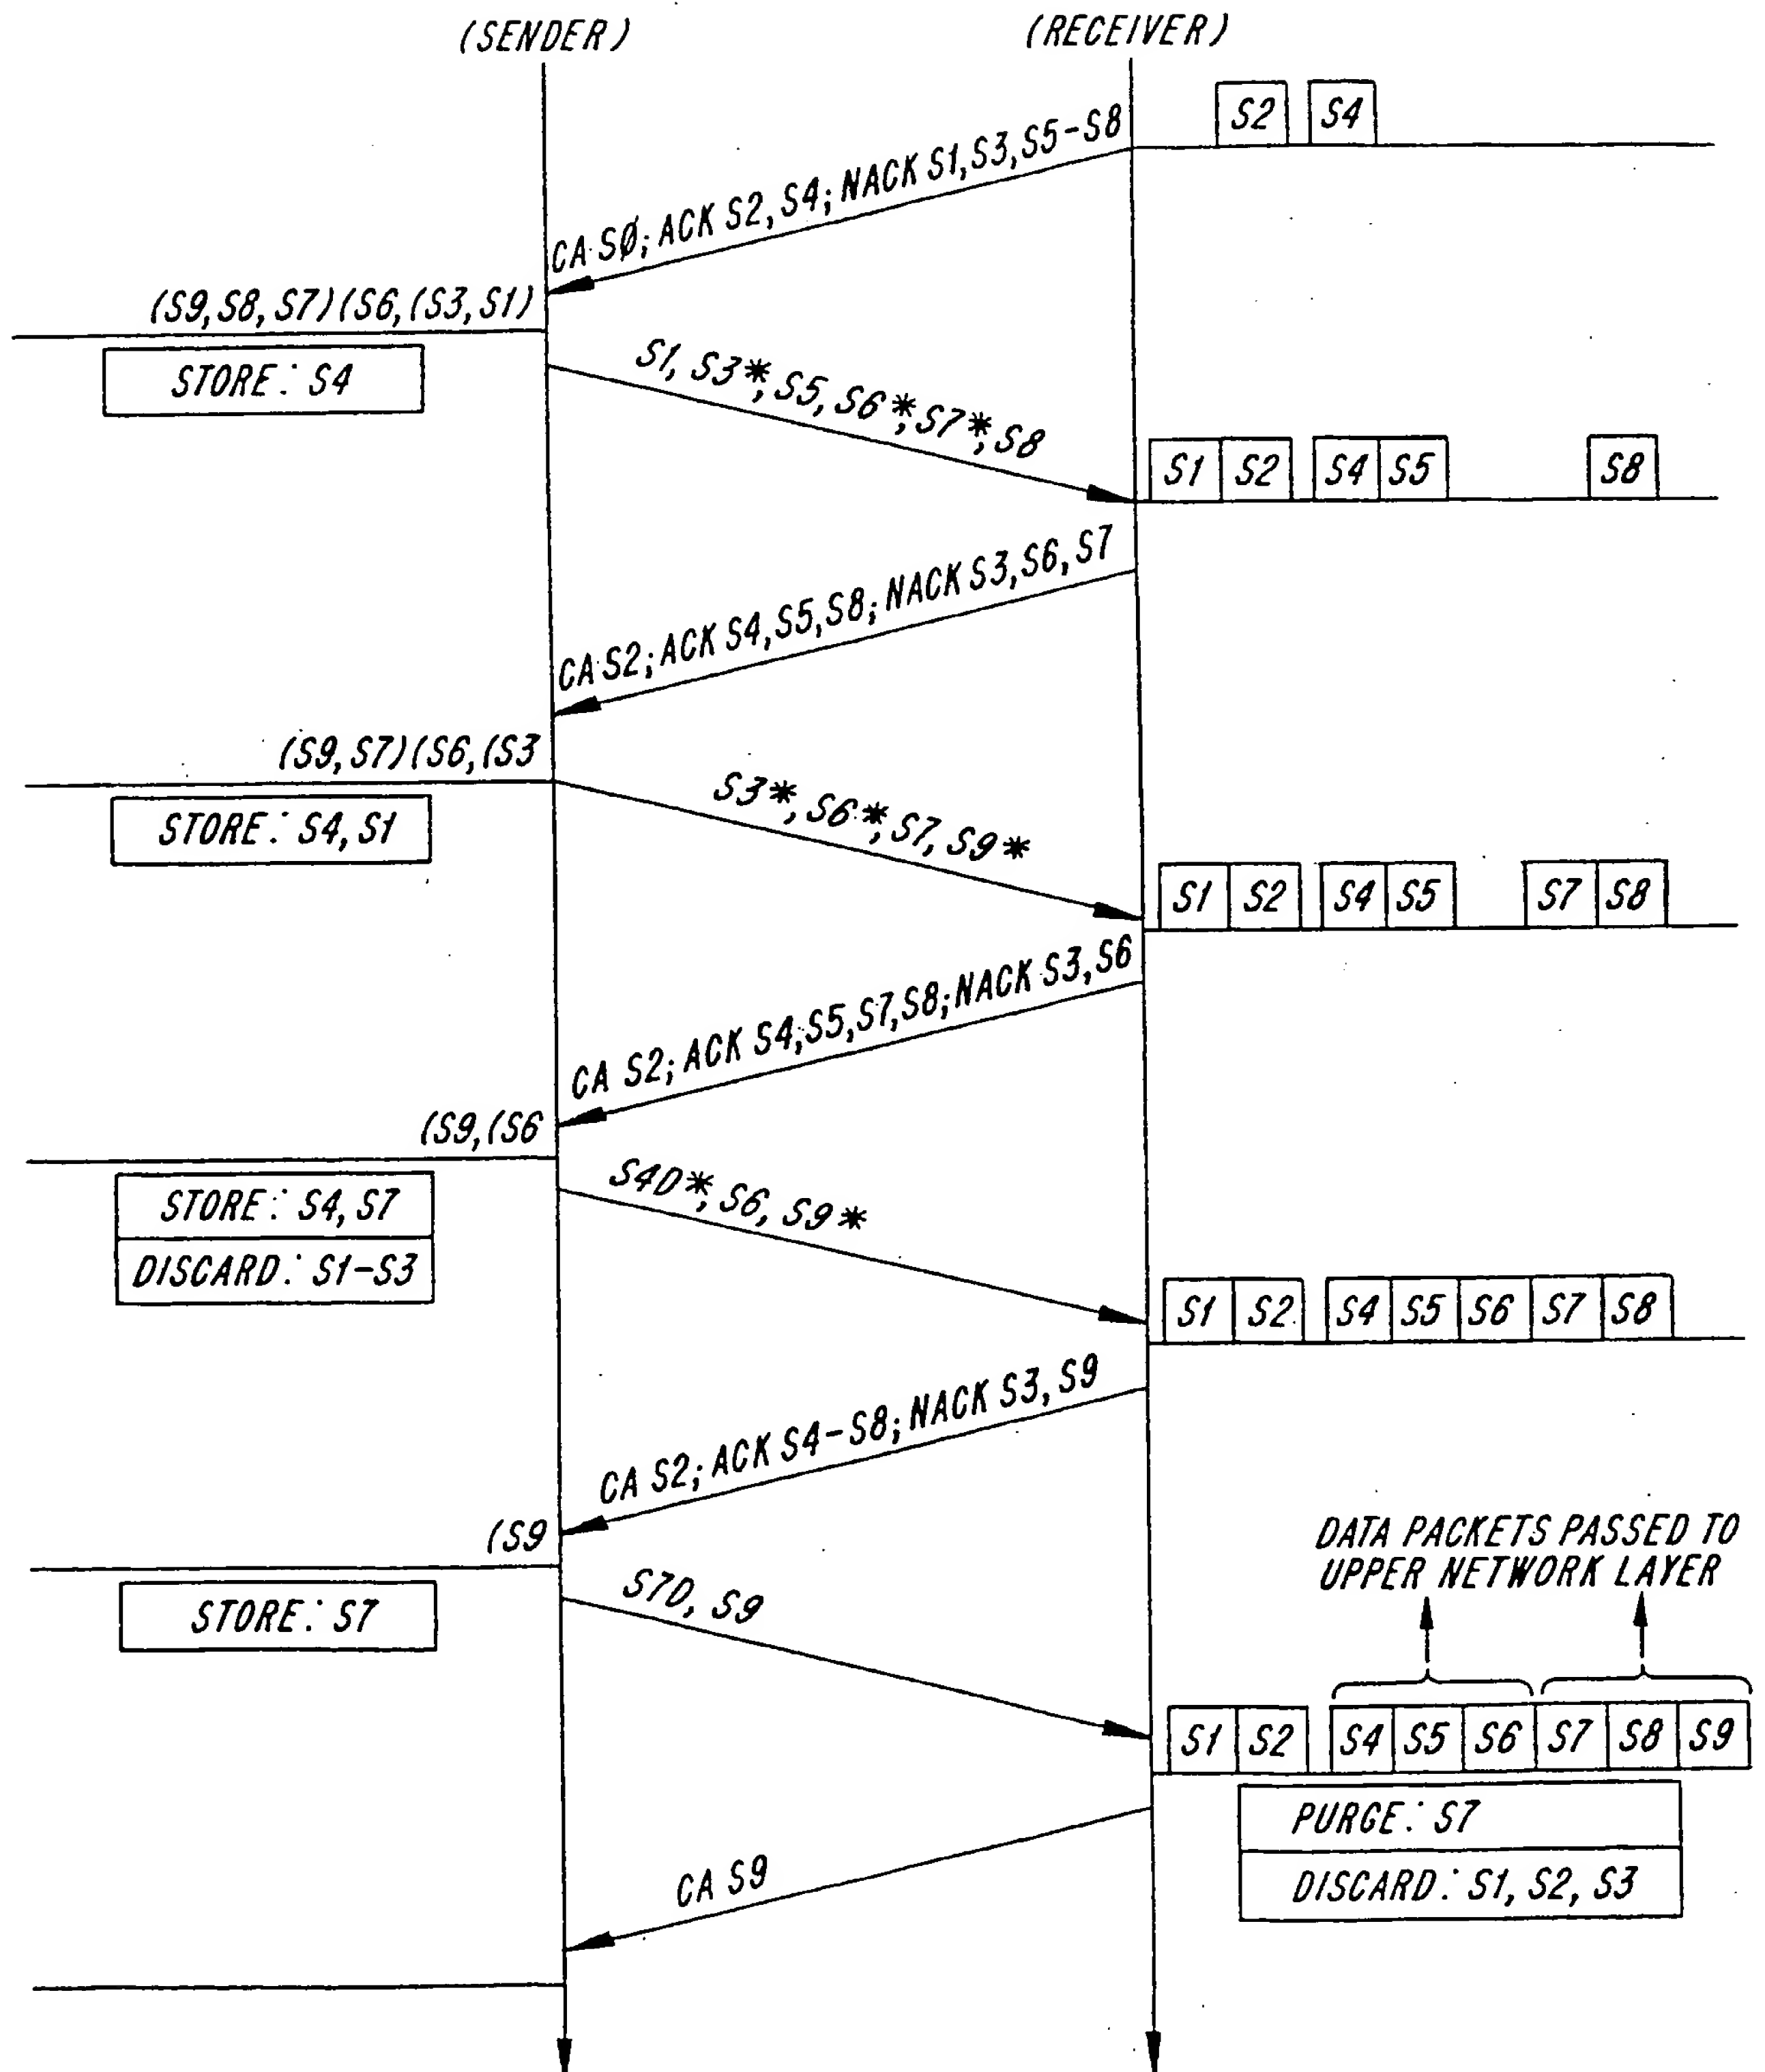 (SENDER)
(RECEIVER)
S2 S4
CA SØ; ACK S2, S4; NACK S1, S3, S5-S8
(S9, S8, S7)(S6, (S3, S1)
STORE: S4
S1, S3*, S5, S6*, S7*, S8
S1 S2 S4 S5 S8
CA S2; ACK S4, S5, S8; NACK S3, S6, S7
(S9, S7)(S6, (S3
STORE: S4, S1
S3*, S6*, S7, S9*
S1 S2 S4 S5 S7 S8
CA S2; ACK S4, S5, S7, S8; NACK S3, S6
(S9, (S6
STORE: S4, S7
DISCARD: S1-S3
S4D*, S6, S9*
S1 S2 S4 S5 S6 S7 S8
CA S2; ACK S4-S8; NACK S3, S9
(S9
STORE: S7
S7D, S9
DATA PACKETS PASSED TO
UPPER NETWORK LAYER
S1 S2 S4 S5 S6 S7 S8 S9
PURGE: S7
DISCARD: S1, S2, S3
CA S9